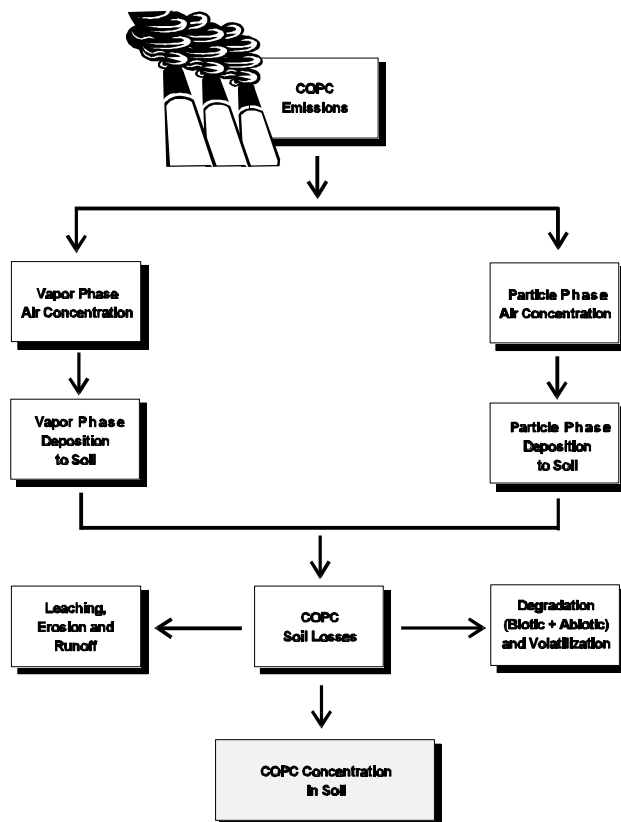 COPC
Emissions
Vapor Phase
Air Concentration
Particle Phase
Air Concentration
Vapor Phase
Deposition
to Soil
Particle Phase
Deposition
to Soil
Leaching,
Erosion and
Runoff
COPC
Soil Losses
Degradation
(Biotic + Abiotic)
and Volatilization
COPC Concentration
in Soil